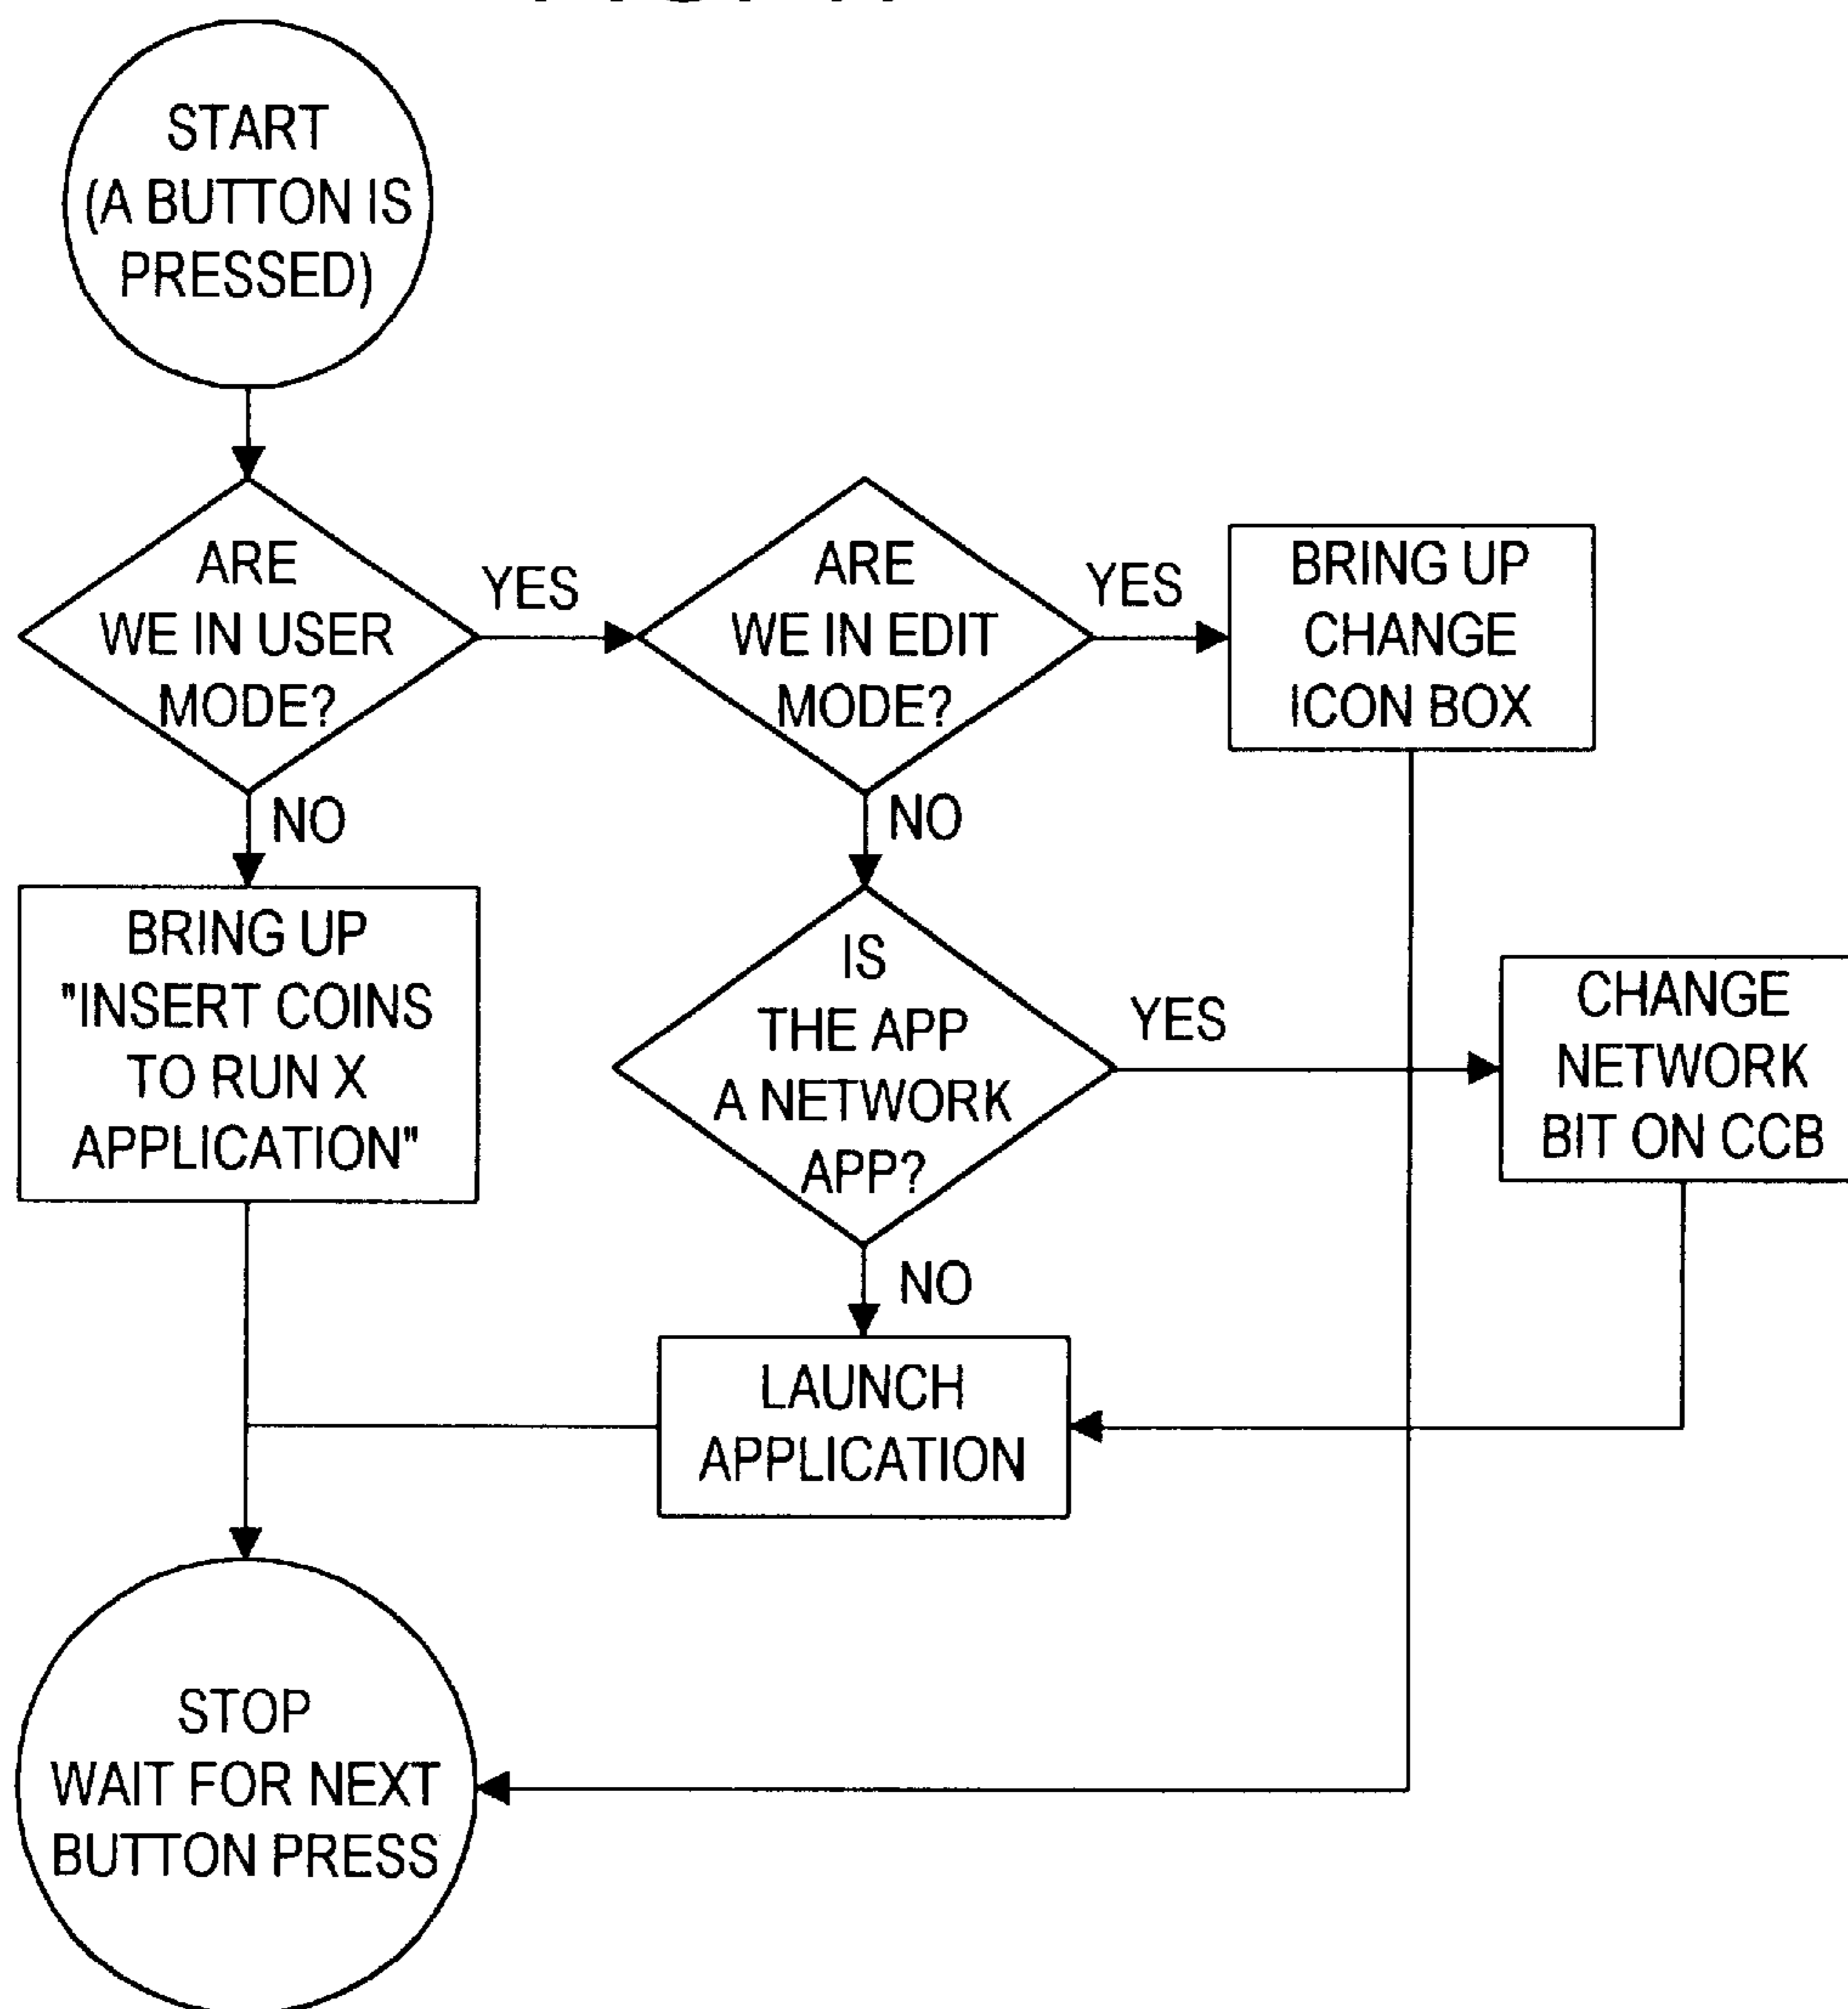 START
(A BUTTON IS
PRESSED)
ARE
WE IN USER
MODE?
YES
ARE
WE IN EDIT
MODE?
YES
BRING UP
CHANGE
ICON BOX
NO
NO
BRING UP
"INSERT COINS
TO RUN X
APPLICATION"
IS
THE APP
A NETWORK
APP?
YES
CHANGE
NETWORK
BIT ON CCB
NO
LAUNCH
APPLICATION
STOP
WAIT FOR NEXT
BUTTON PRESS